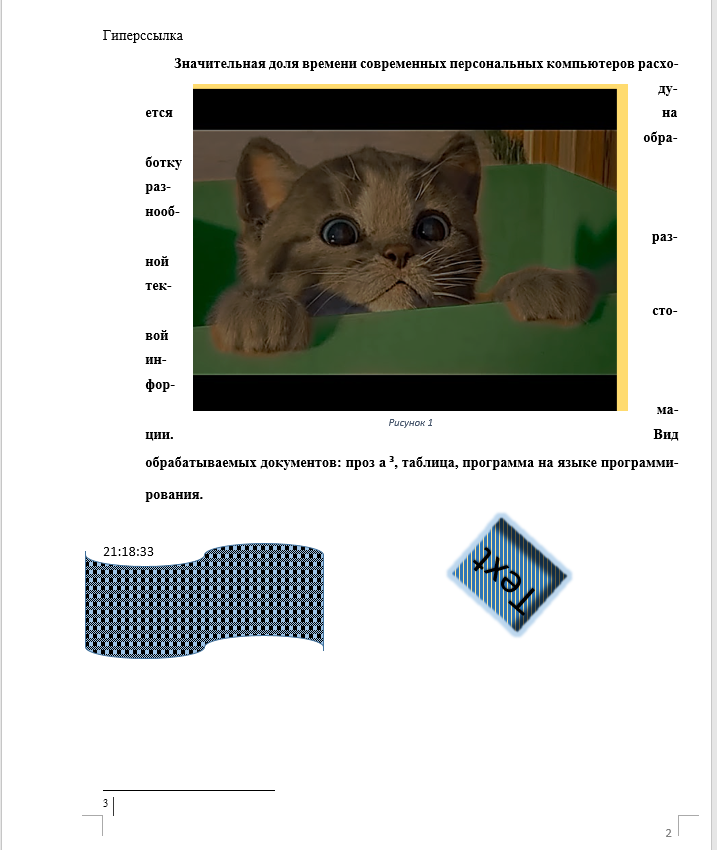 Гиперссылка
Значительная доля времени современных персональных компьютеров расхо-
ду-
ется на
обра-
ботку
раз-
нооб-
раз-
ной
тек-
сто-
вой
ин-
фор-
ма-
ции. Вид
обрабатываемых документов: проз а ³, таблица, программа на языке программи-
рования.
Рисунок 1
21:18:33
Text
3
2